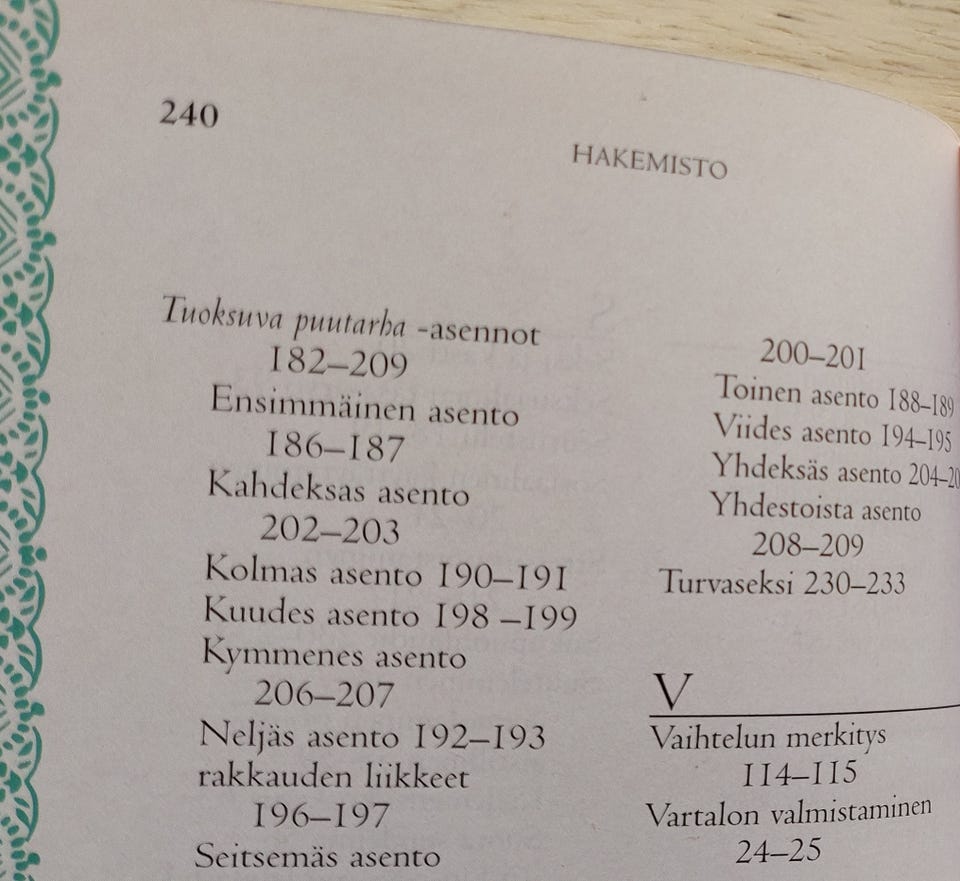 240
HAKEMISTO
Tuoksuva puutarha -asennot
182–209
Ensimmäinen asento
186–187
Kahdeksas asento
202–203
Kolmas asento 190–191
Kuudes asento 198 –199
Kymmenes asento
206–207
Neljäs asento 192–193
rakkauden liikkeet
196–197
Seitsemäs asento
200–201
Toinen asento 188–189
Viides asento 194–195
Yhdeksäs asento 204–20
Yhdestoista asento
208–209
Turvaseksi 230–233
V
Vaihtelun merkitys
114–115
Vartalon valmistaminen
24–25